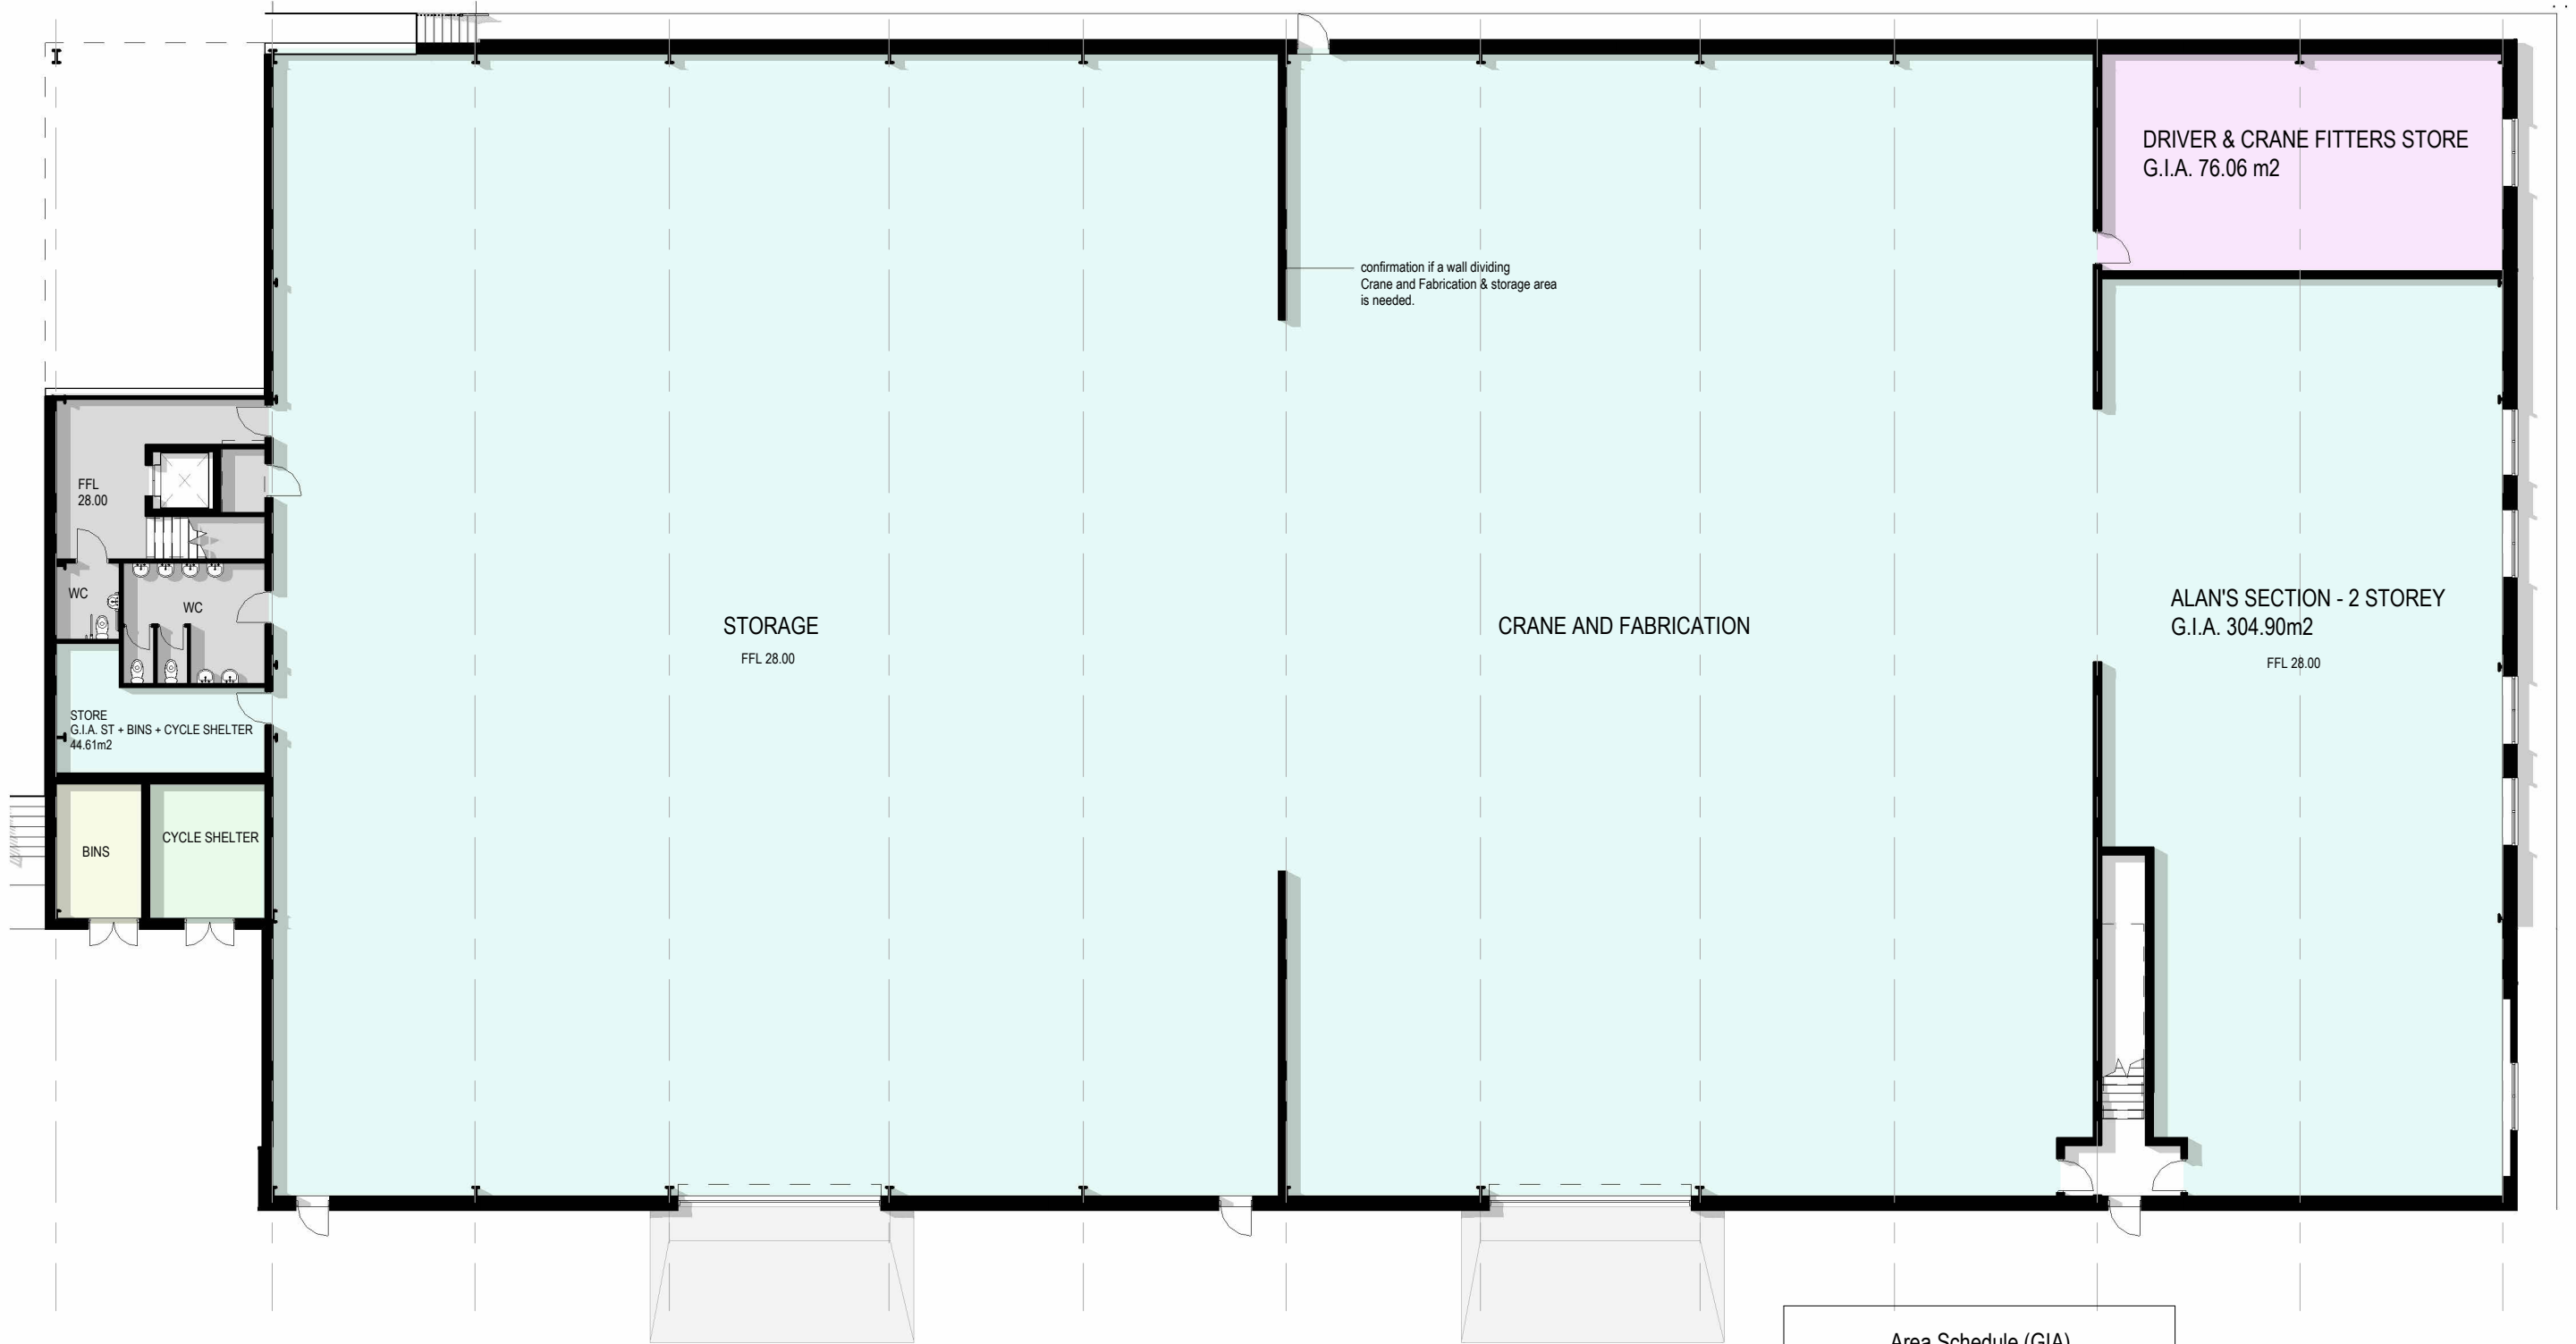 DRIVER & CRANE FITTERS STORE
G.I.A. 76.06 m2
confirmation if a wall dividing
Crane and Fabrication & storage area
is needed.
FFL
28.00
WC
WC
STORAGE
FFL 28.00
CRANE AND FABRICATION
ALAN'S SECTION - 2 STOREY
G.I.A. 304.90m2
FFL 28.00
STORE
G.I.A. ST + BINS + CYCLE SHELTER
44.61m2
BINS
CYCLE SHELTER
Area Schedule (GIA)